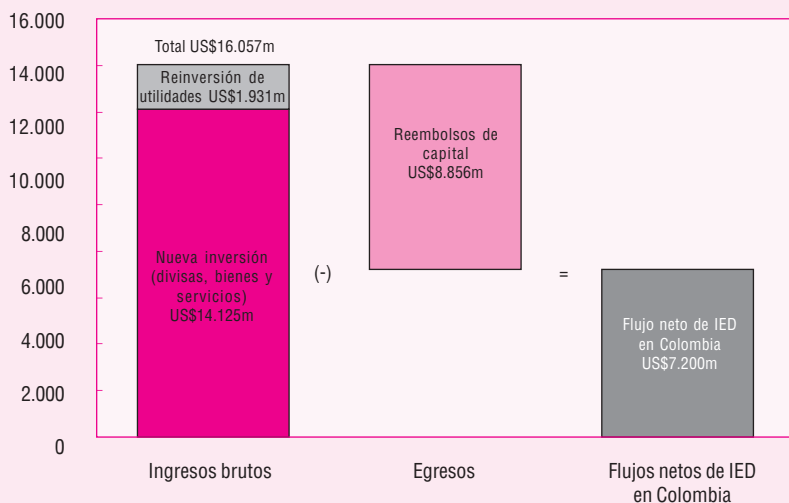 16.000
14.000
12.000
10.000
8.000
6.000
4.000
2.000
0
Total US$16.057m
Reinversión de
utilidades US$1.931m
Nueva inversión
(divisas, bienes y
servicios)
US$14.125m
(-)
Reembolsos de
capital
US$8.856m
=
Flujo neto de IED
en Colombia
US$7.200m
Ingresos brutos
Egresos
Flujos netos de IED
en Colombia